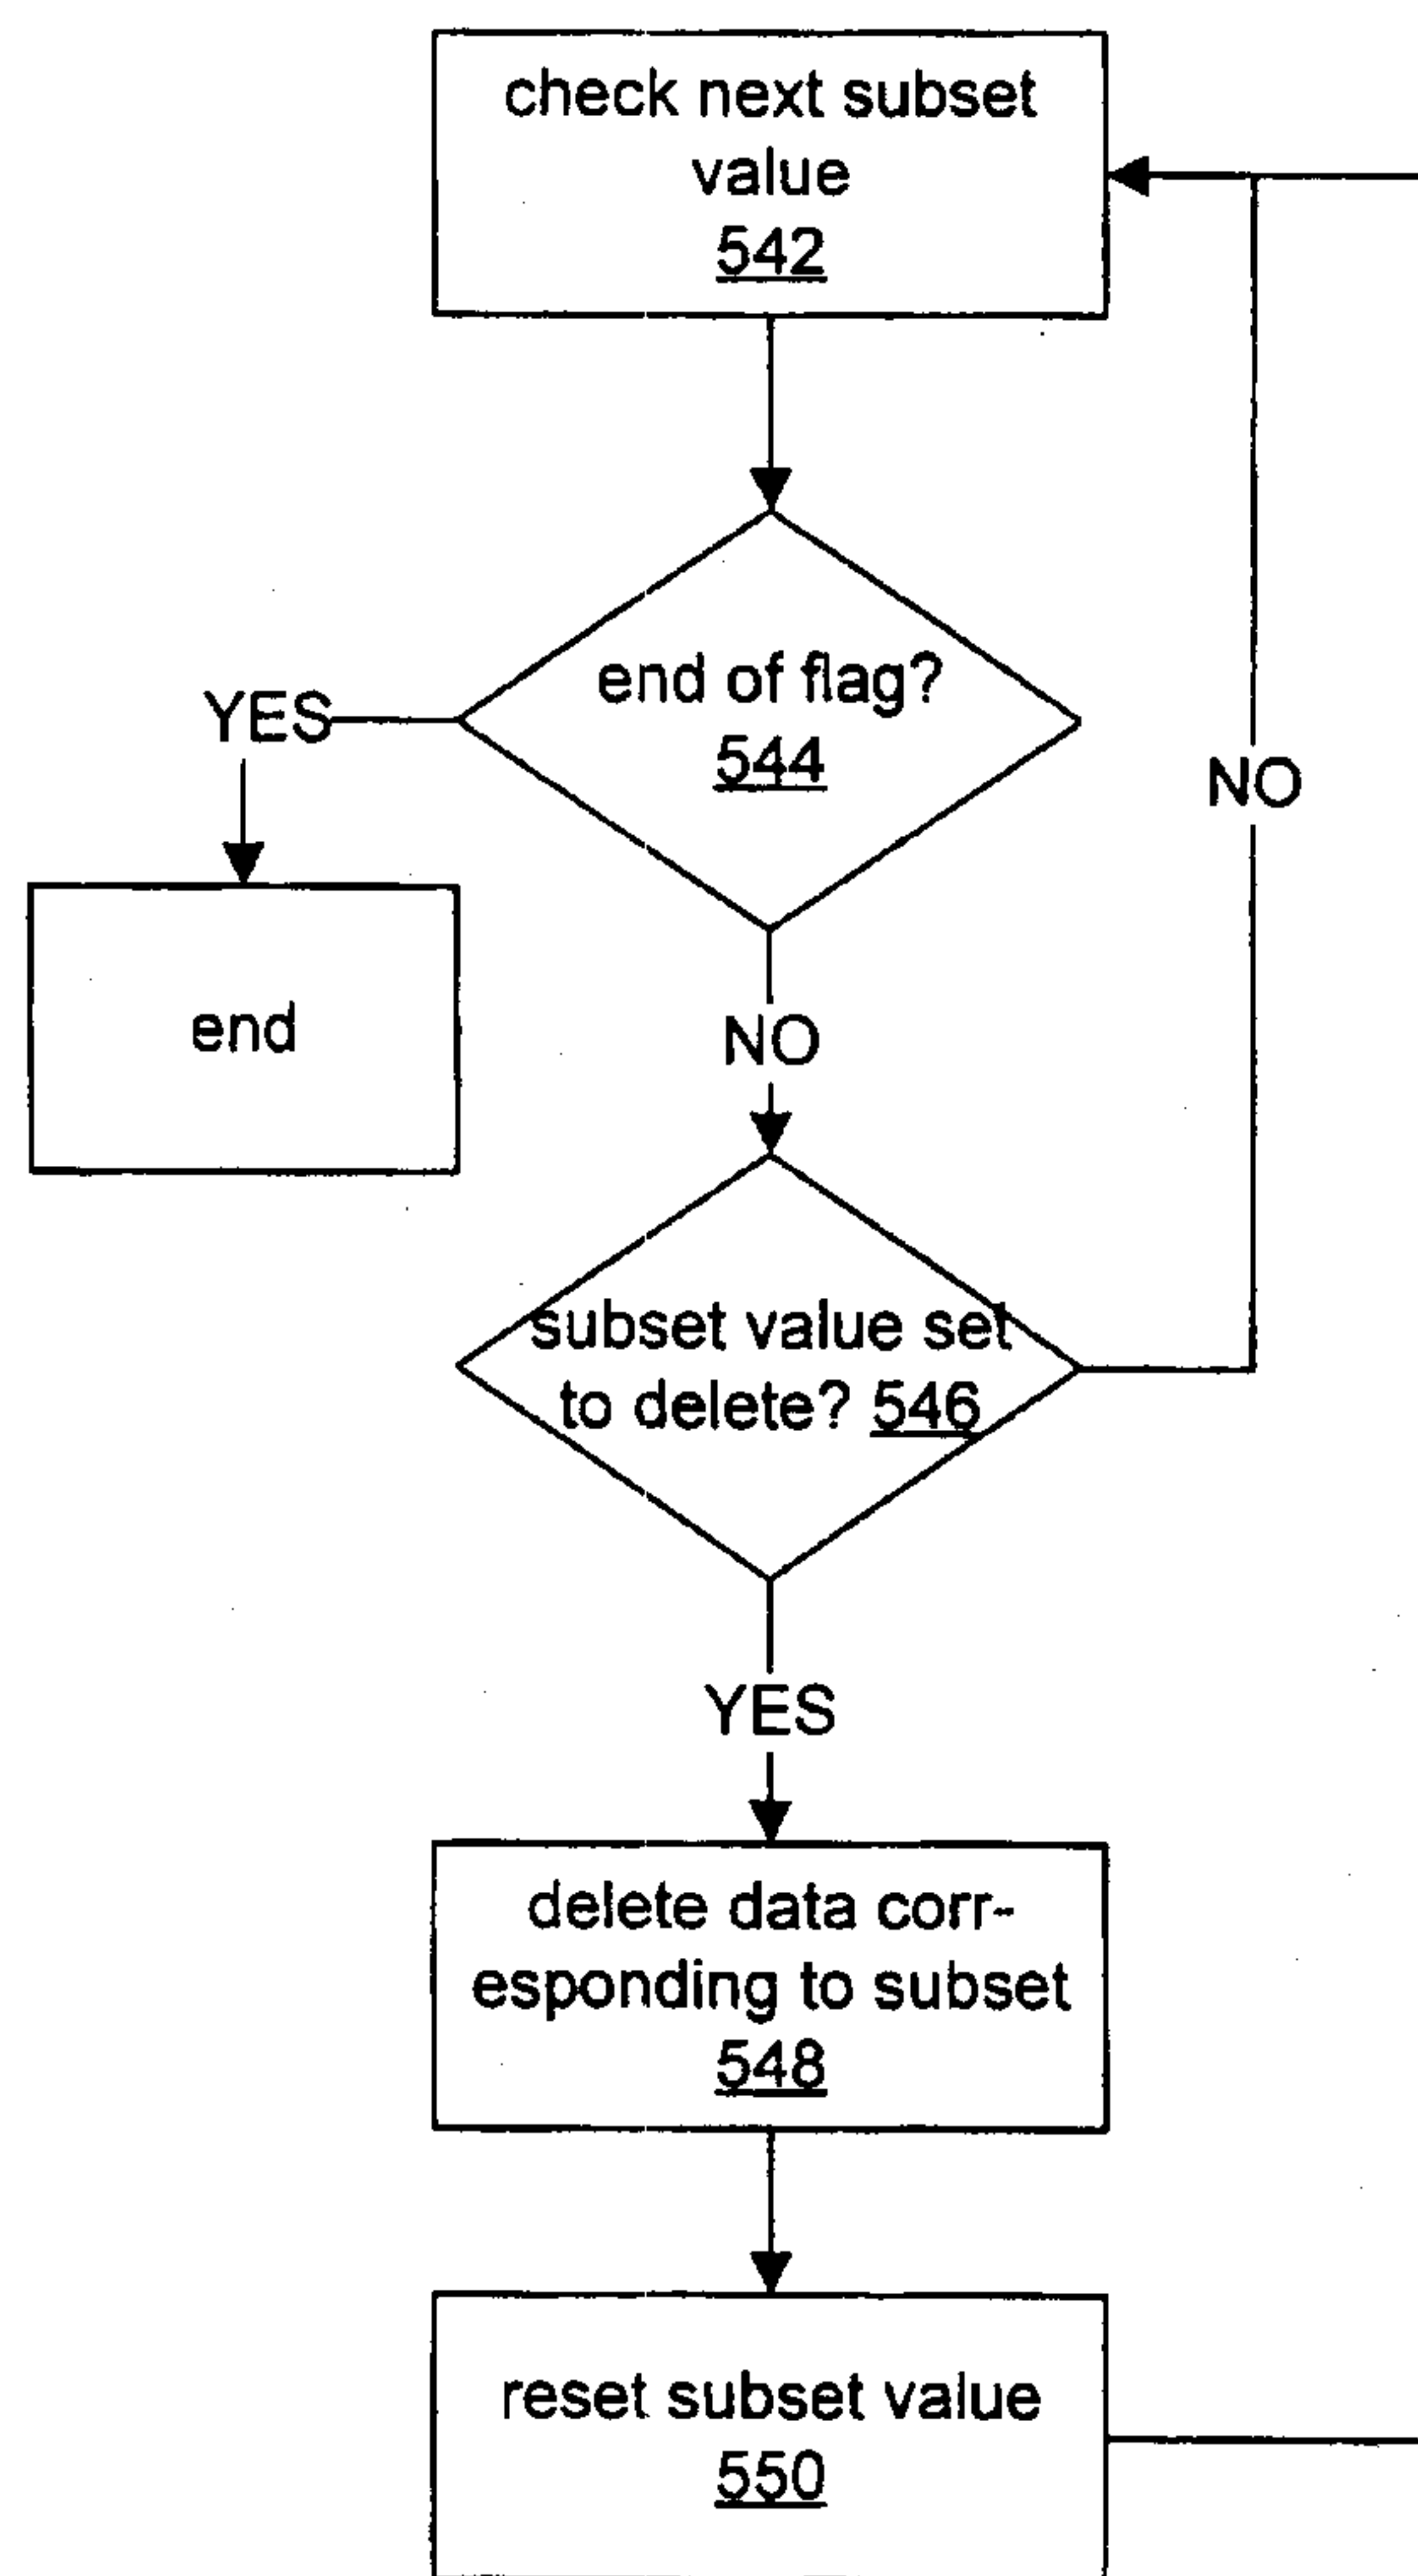 check next subset
value
542
end of flag?
544
YES
NO
end
NO
subset value set
to delete? 546
YES
delete data corr-
esponding to subset
548
reset subset value
550